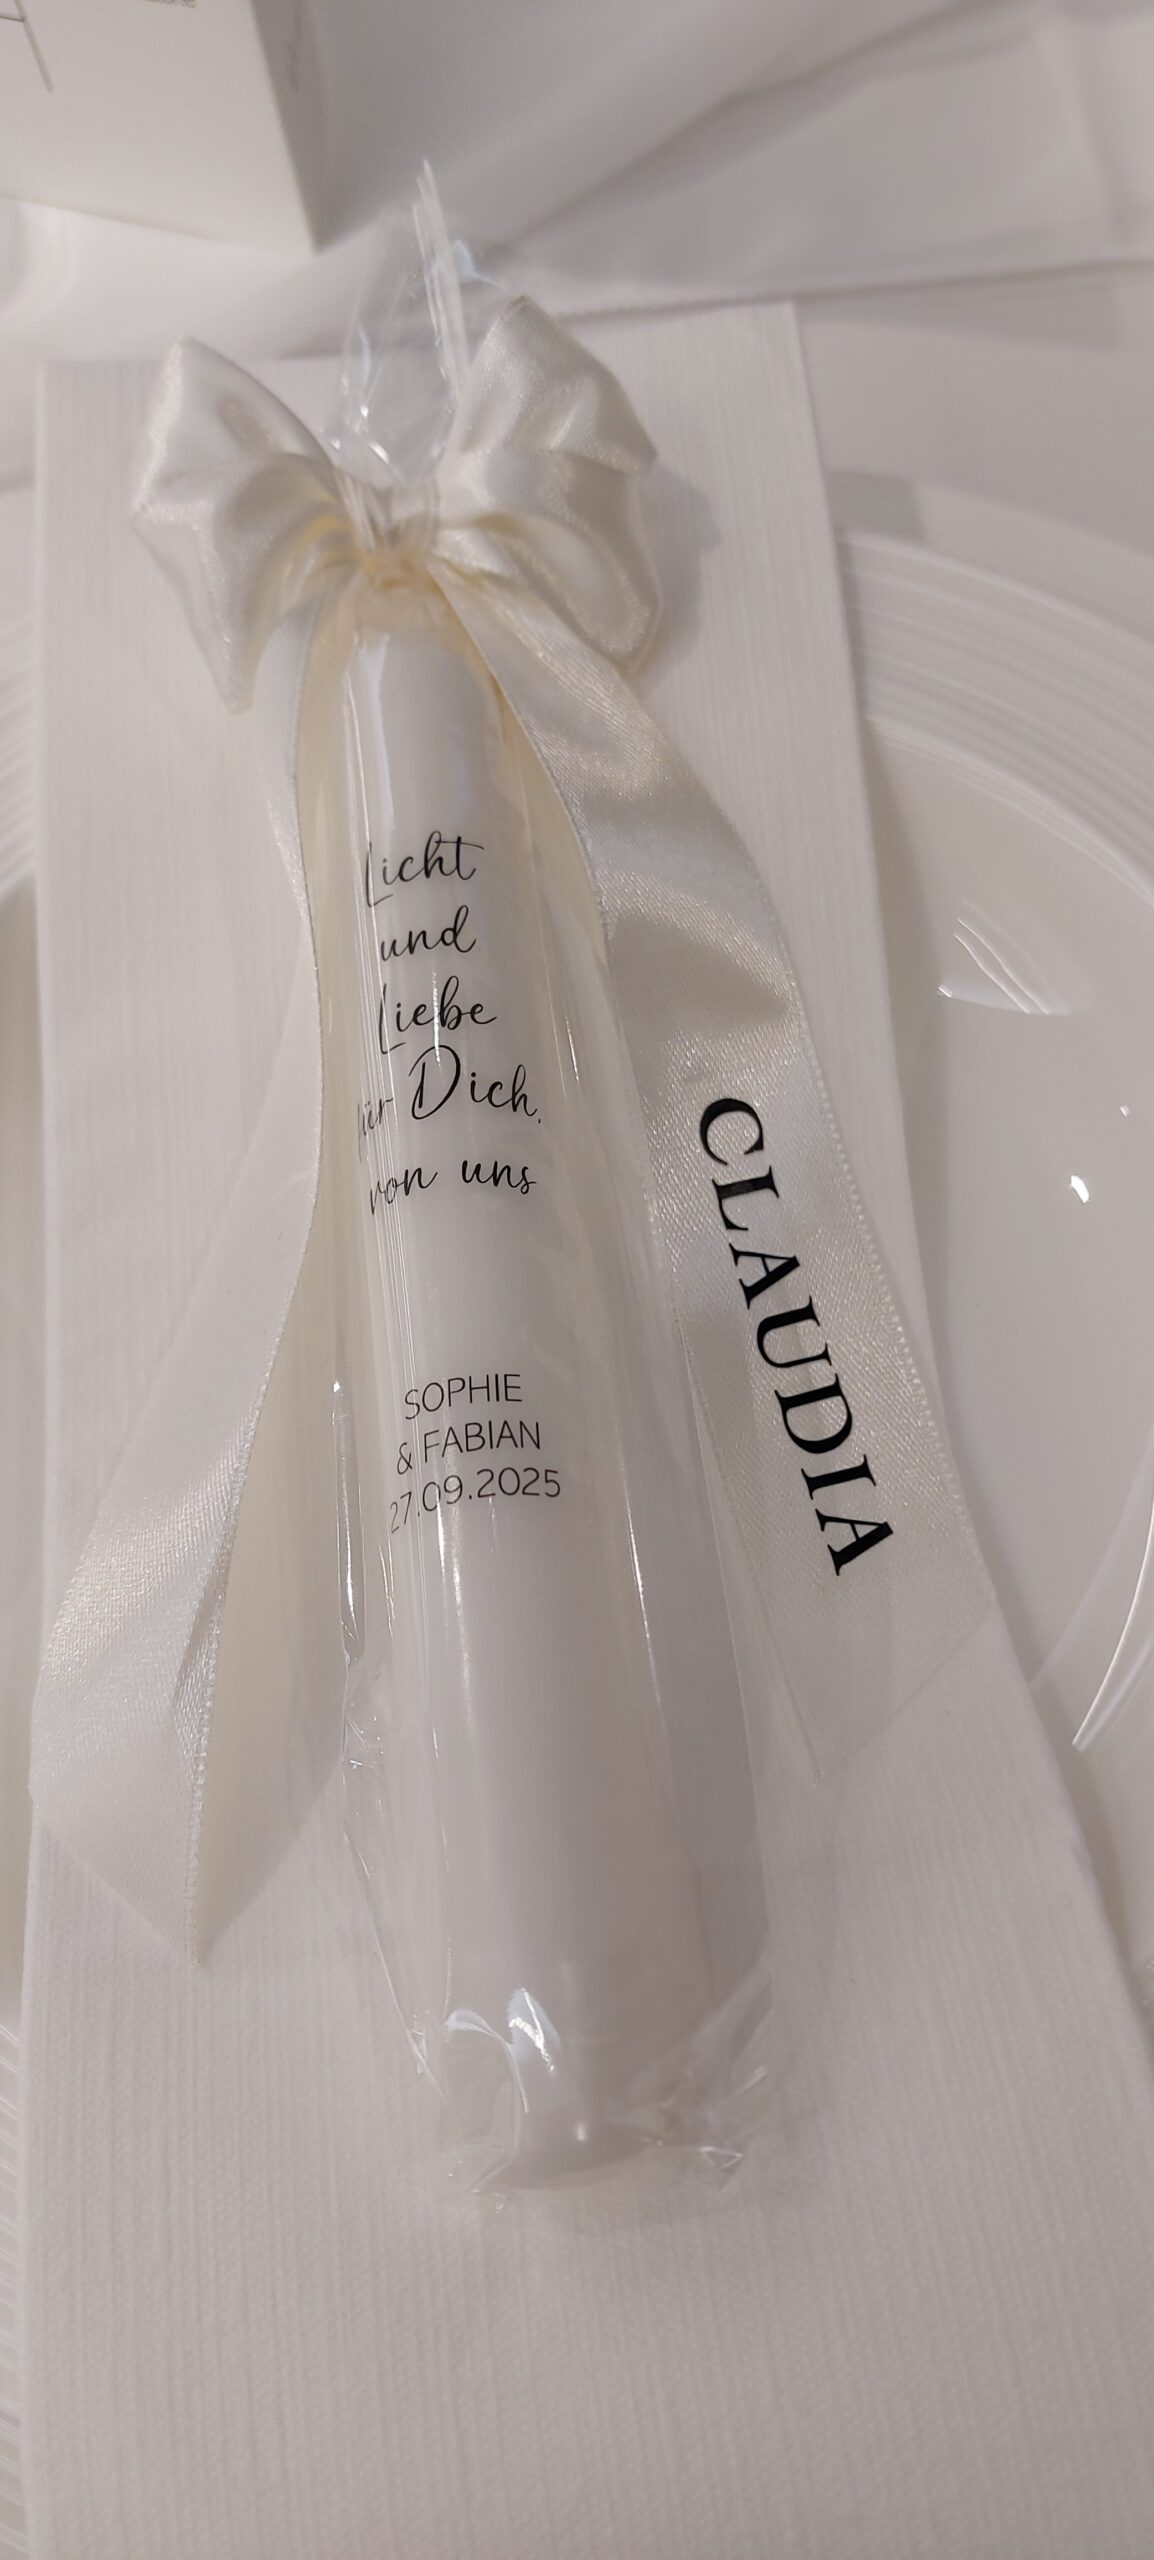 Licht
und
Liebe
für Dich,
von uns
SOPHIE
& FABIAN
27.09.2025
CLAUDIA